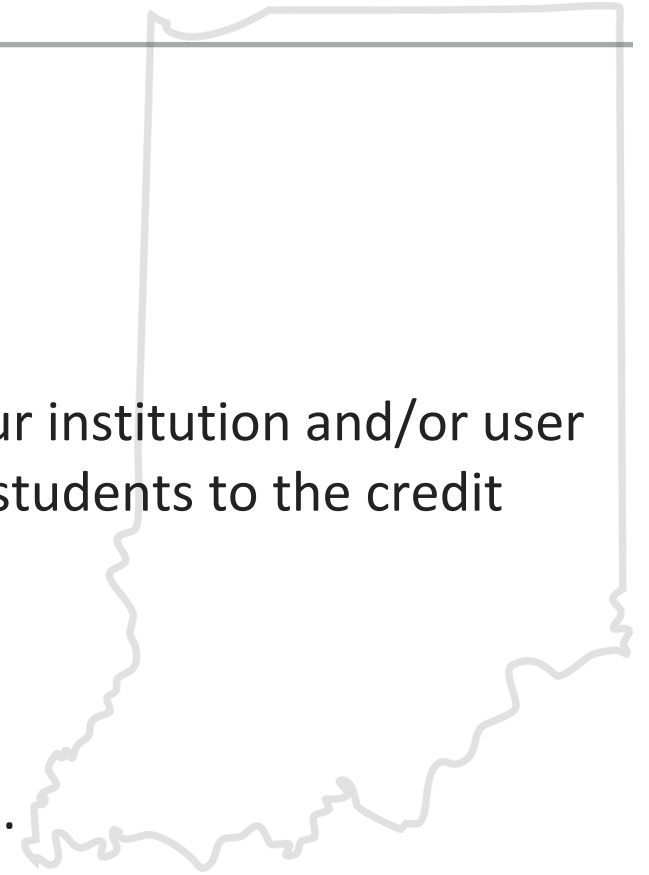 ur institution and/or user
students to the credit
.